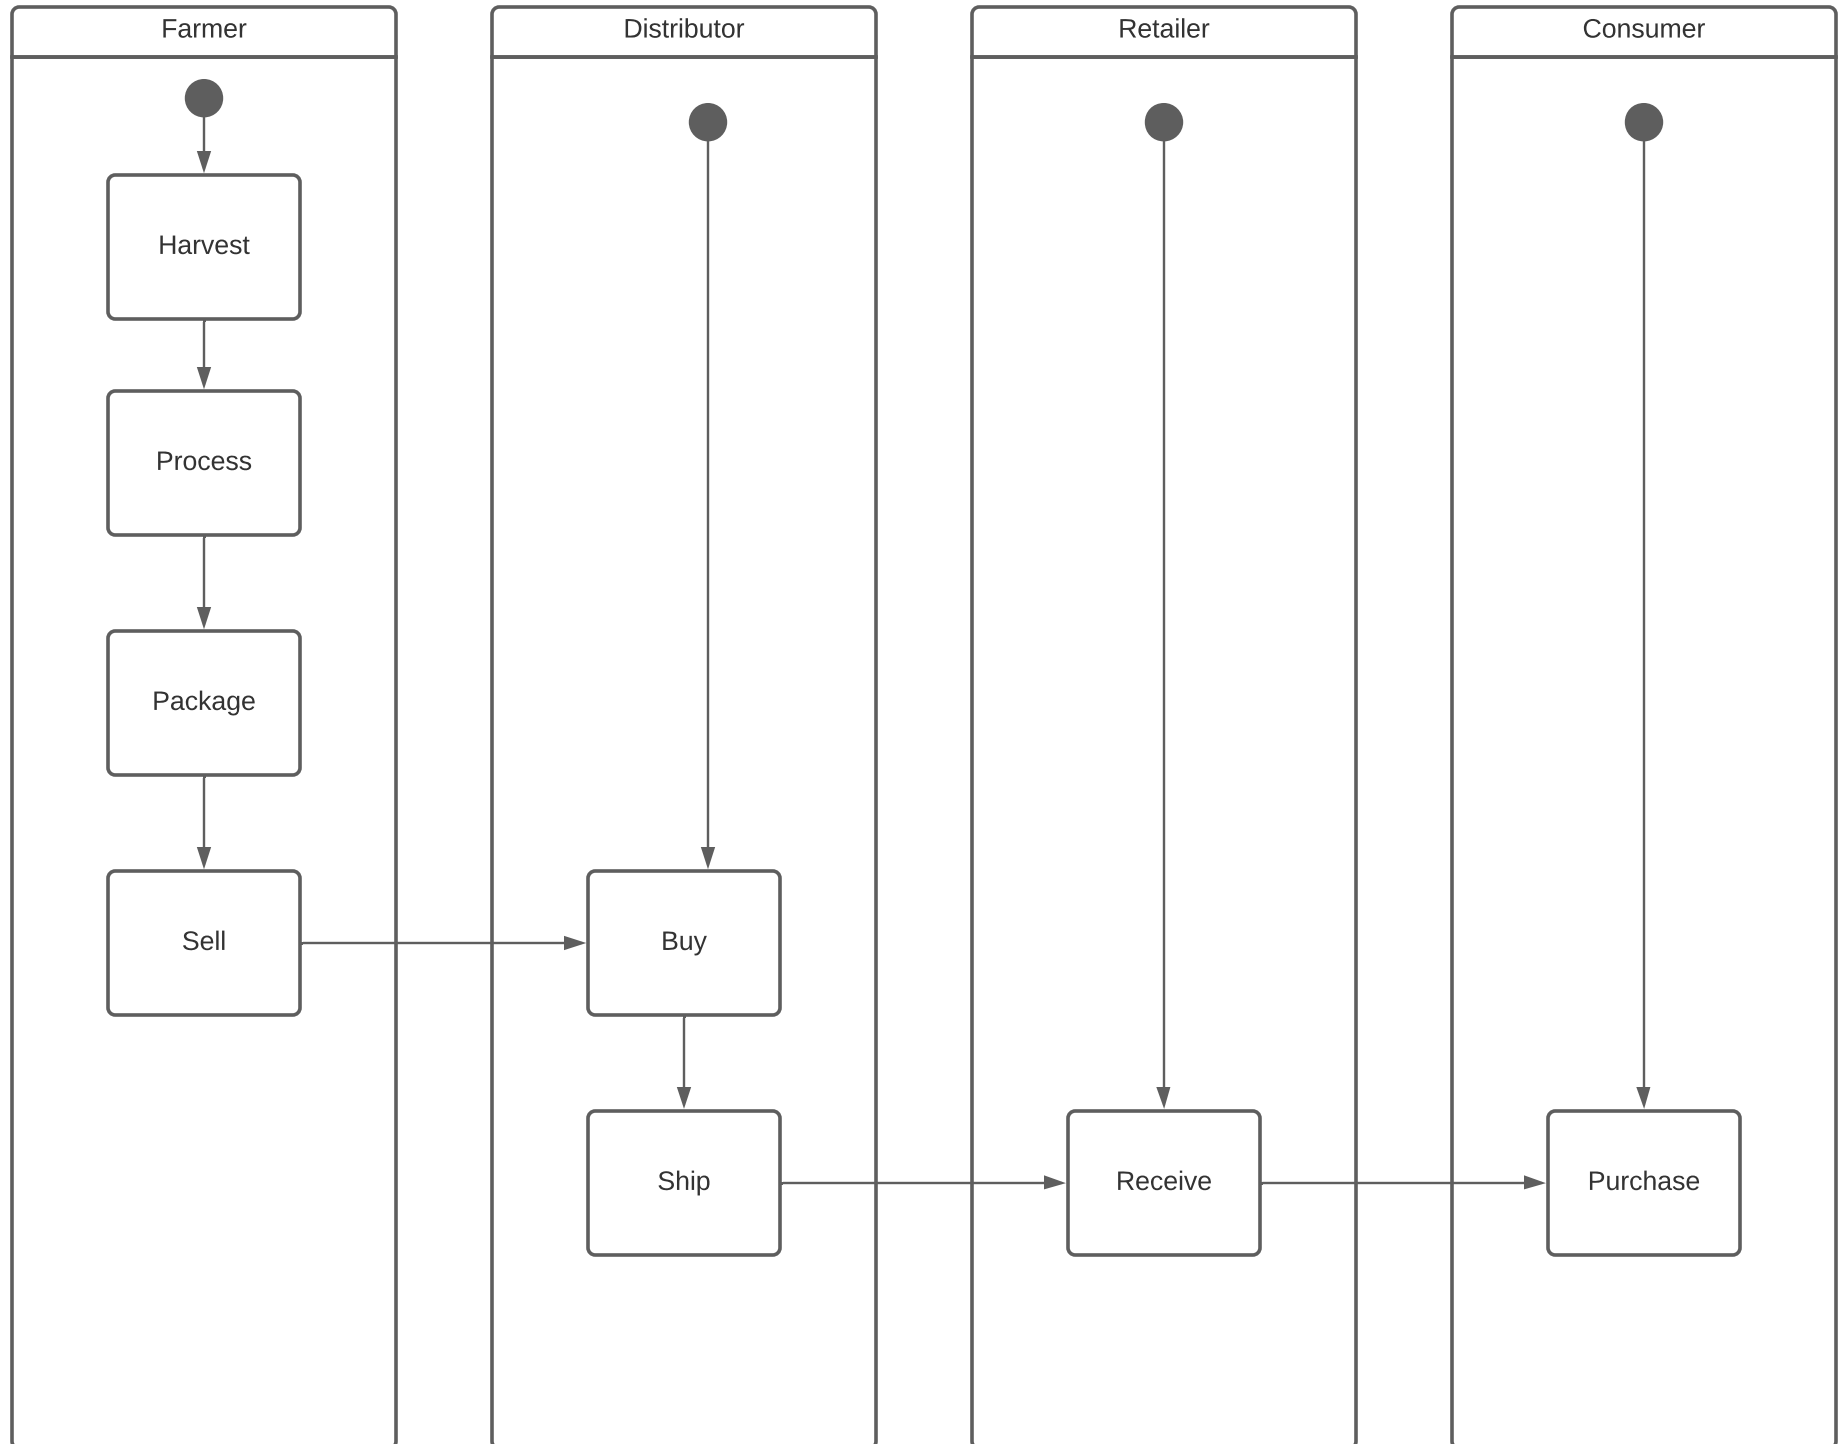 Farmer
Distributor
Retailer
Consumer
Harvest
Process
Package
Sell
Buy
Ship
Receive
Purchase